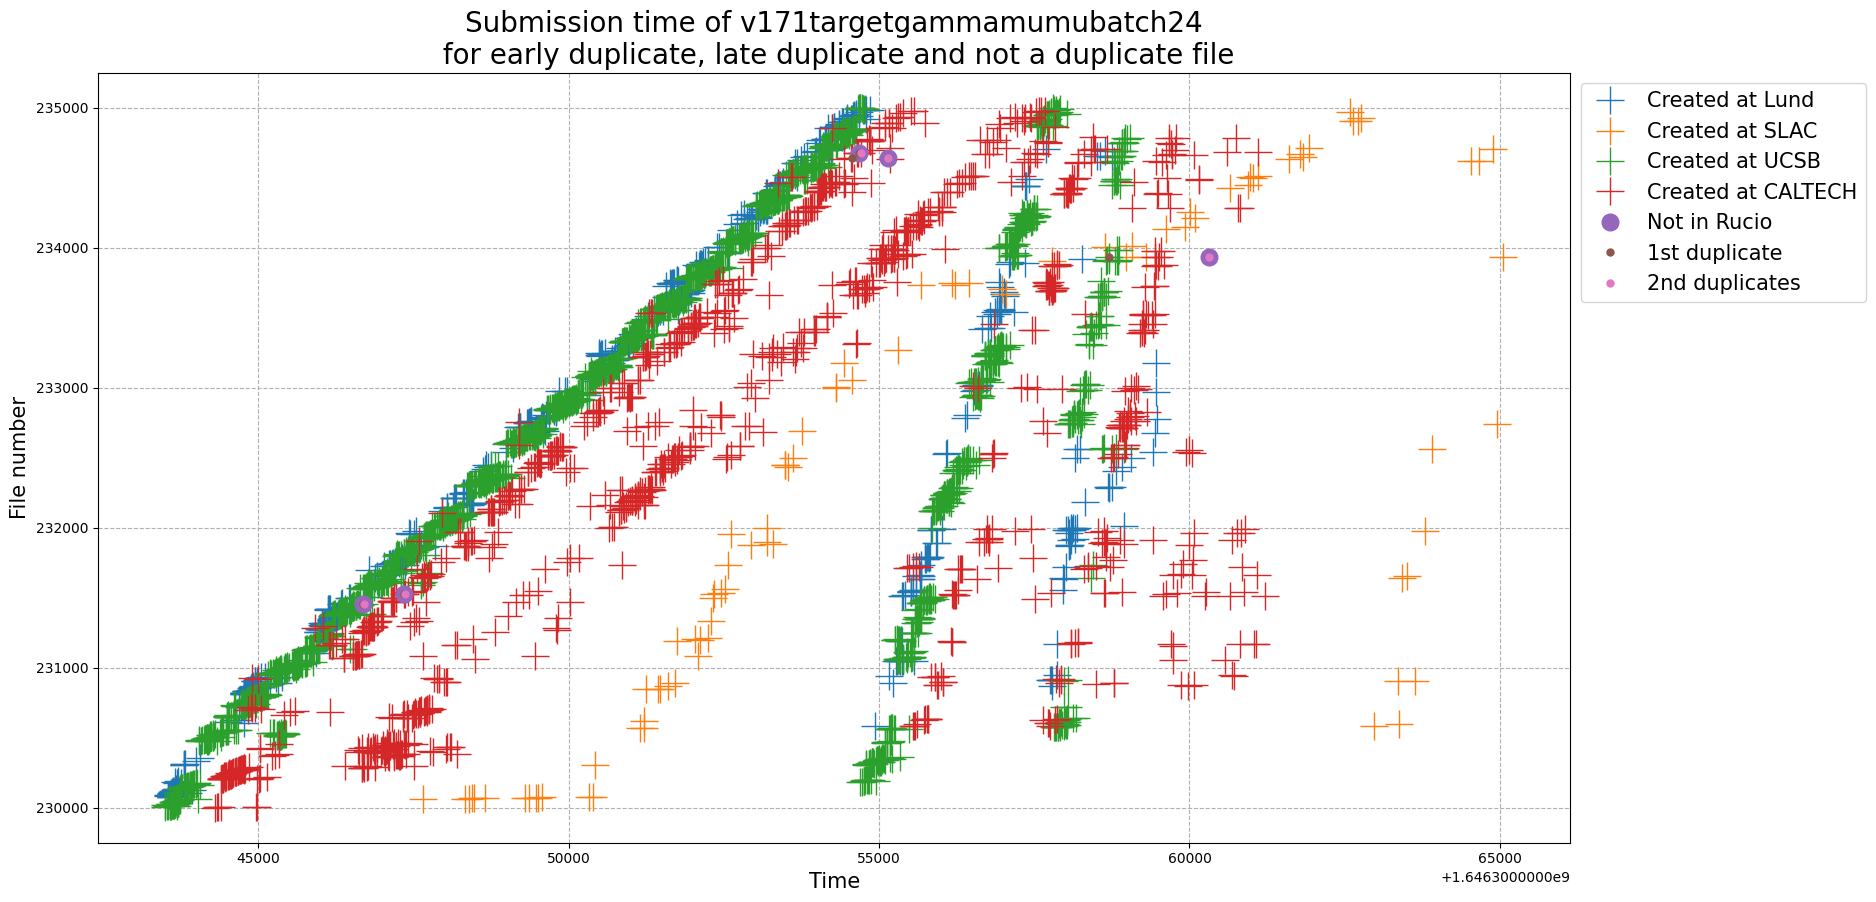 Submission time of v171targetgammamumubatch24
for early duplicate, late duplicate and not a duplicate file
File number
235000
234000
233000
232000
231000
230000
45000
50000
55000
60000
65000
+1.6463000000e9
Time
Created at Lund
Created at SLAC
Created at UCSB
Created at CALTECH
Not in Rucio
1st duplicate
2nd duplicates